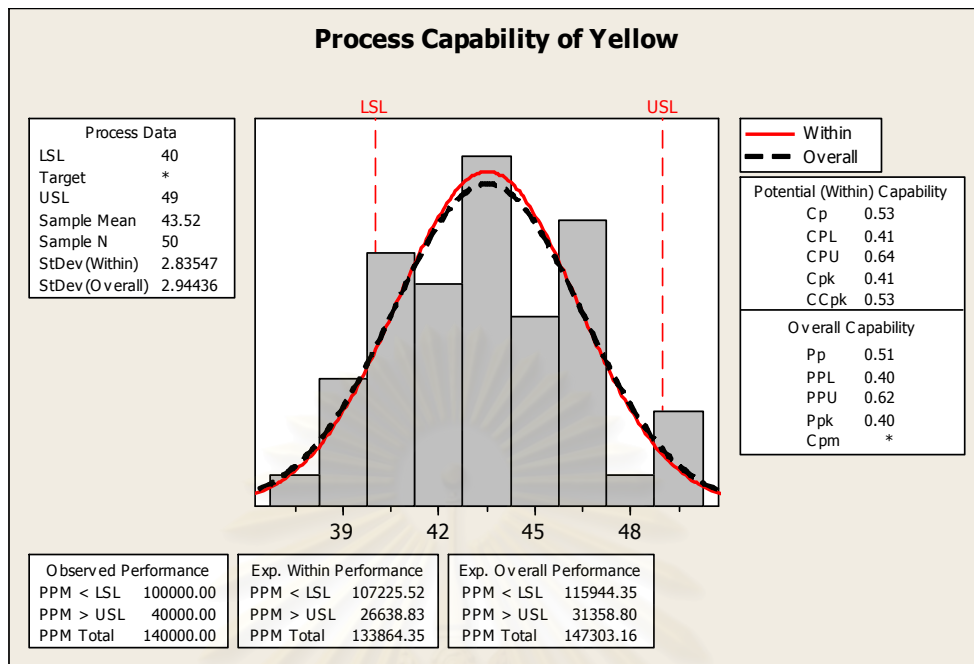 Process Capability of Yellow
LSL USL
Process Data
LSL 40
Target *
USL 49
Sample Mean 43.52
Sample N 50
StDev(Within) 2.83547
StDev(Overall) 2.94436
Within
Overall
Potential (Within) Capability
Cp 0.53
CPL 0.41
CPU 0.64
Cpk 0.41
CCpk 0.53
Overall Capability
Pp 0.51
PPL 0.40
PPU 0.62
Ppk 0.40
Cpm *
39 42 45 48
Observed Performance
PPM < LSL 100000.00
PPM > USL 40000.00
PPM Total 140000.00
Exp. Within Performance
PPM < LSL 107225.52
PPM > USL 26638.83
PPM Total 133864.35
Exp. Overall Performance
PPM < LSL 115944.35
PPM > USL 31358.80
PPM Total 147303.16